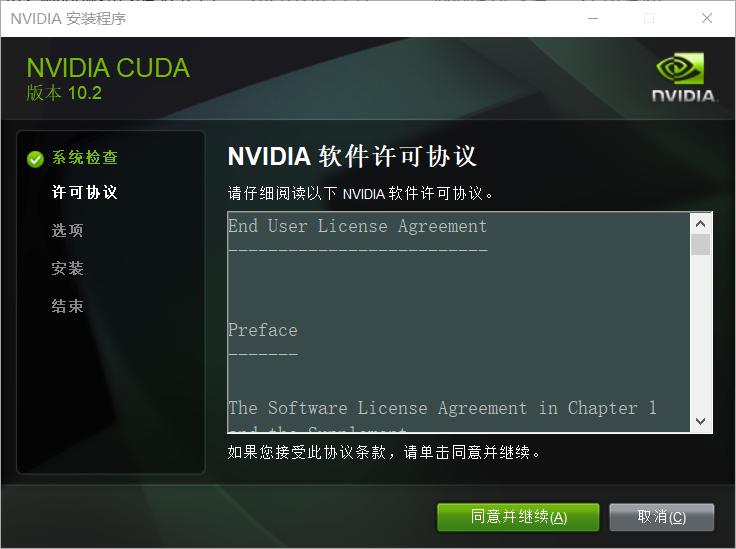 NVIDIA 安装程序
NVIDIA CUDA
版本 10.2
NVIDIA.
系统检查
许可协议
选项
安装
结束
NVIDIA 软件许可协议
请仔细阅读以下 NVIDIA 软件许可协议。
End User License Agreement
--------------------------
Preface
-------
The Software License Agreement in Chapter 1
and the Supplement
如果您接受此协议条款，请单击同意并继续。
同意并继续(A)
取消(C)